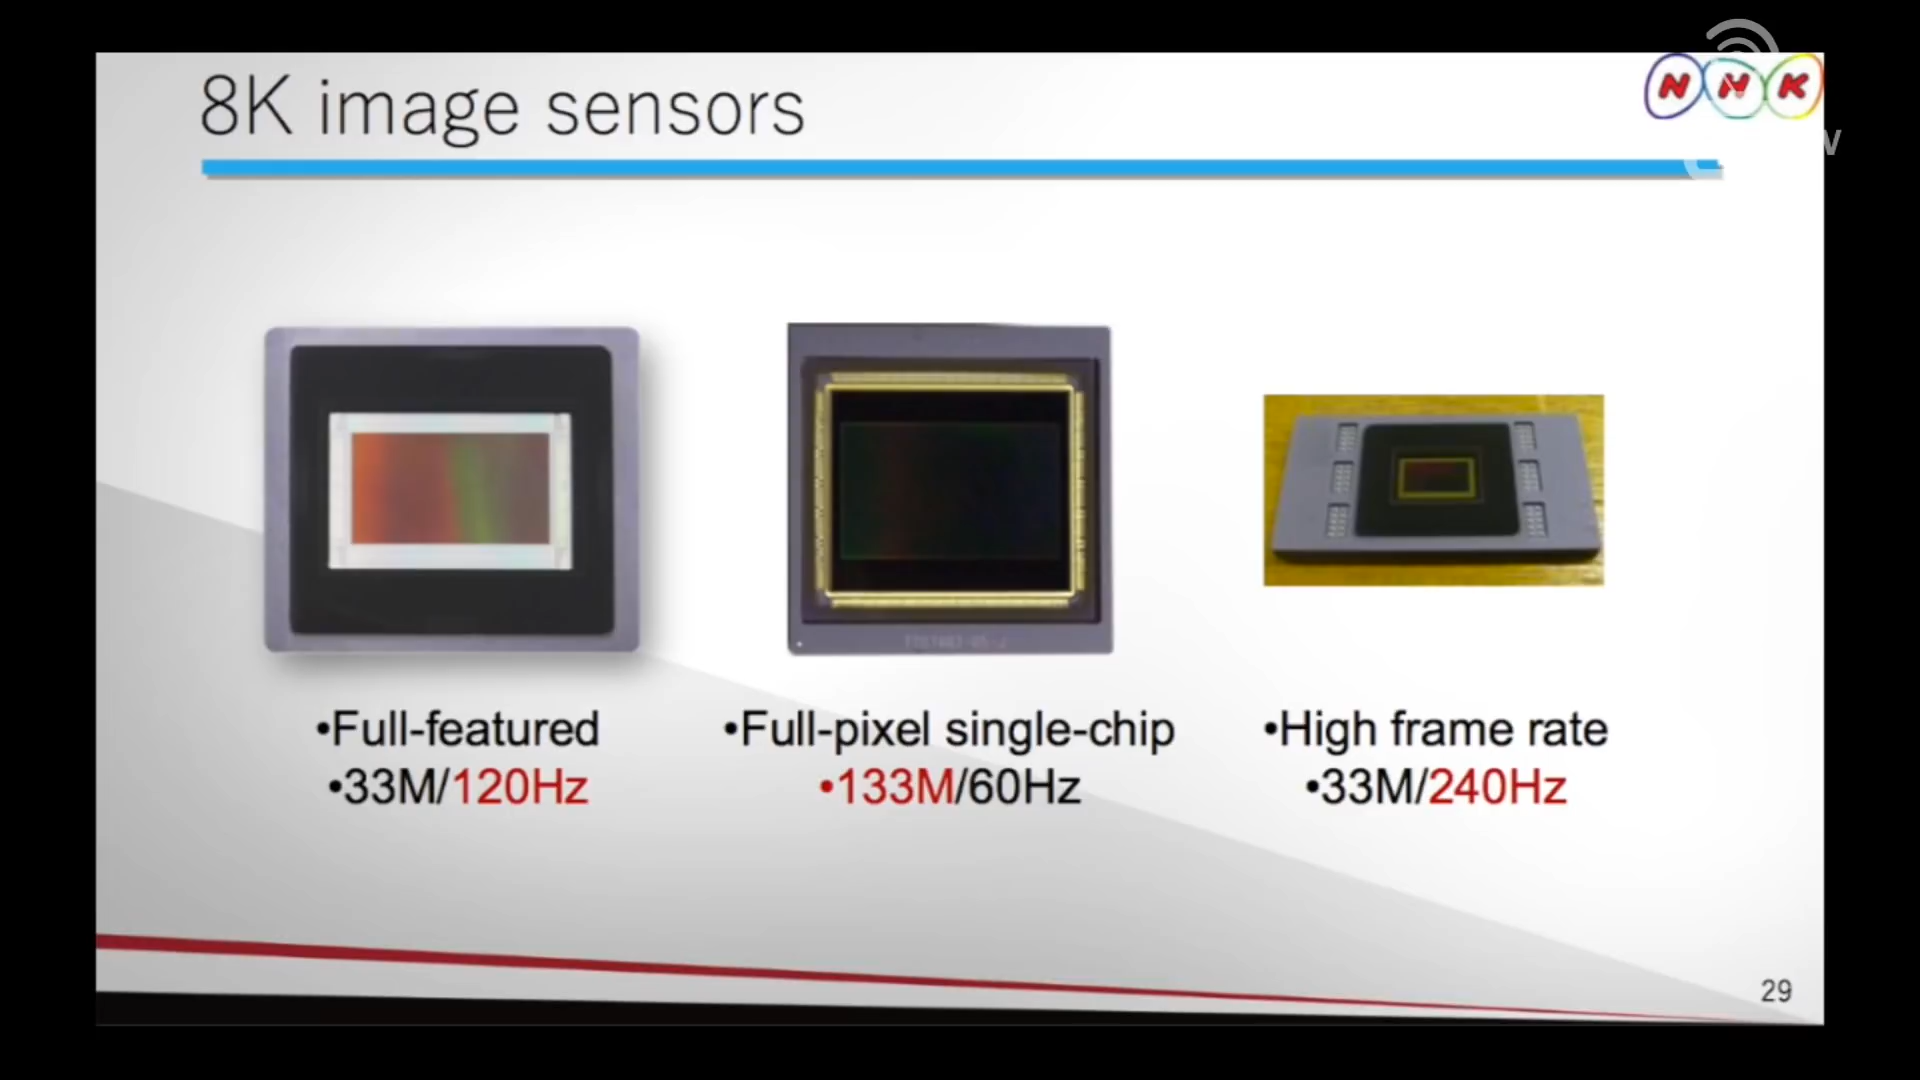 8K image sensors
NHK
•Full-featured
•33M/120Hz
•Full-pixel single-chip
•133M/60Hz
•High frame rate
•33M/240Hz
29